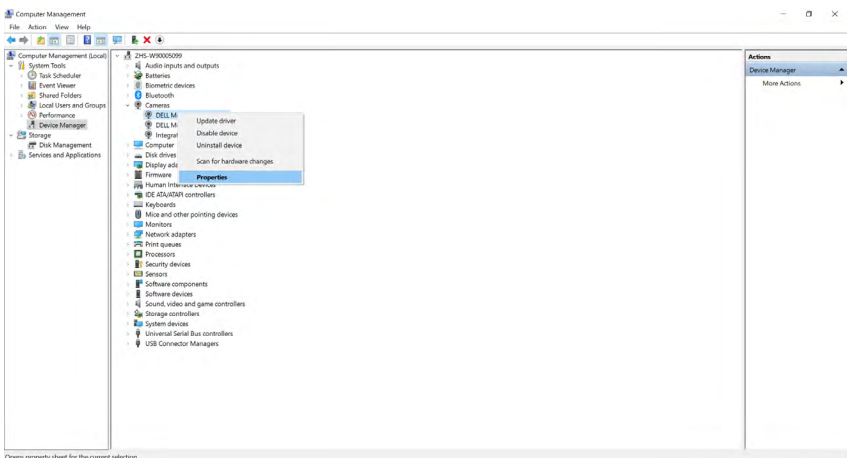 Computer Management
File Action View Help
Computer Management (Local)
System Tools
Task Scheduler
Event Viewer
Shared Folders
Local Users and Groups
Performance
Device Manager
Storage
Disk Management
Services and Applications
ZHS-W90005099
Audio inputs and outputs
Batteries
Biometric devices
Bluetooth
Cameras
DELL M
DELL M
Integrat
Computer
Disk drives
Display ada
Firmware
Human Interface Devices
IDE ATA/ATAPI controllers
Keyboards
Mice and other pointing devices
Monitors
Network adapters
Print queues
Processors
Security devices
Sensors
Software components
Software devices
Sound, video and game controllers
Storage controllers
System devices
Universal Serial Bus controllers
USB Connector Managers
Update driver
Disable device
Uninstall device
Scan for hardware changes
Properties
Actions
Device Manager
More Actions
Opens property sheet for the current selection.